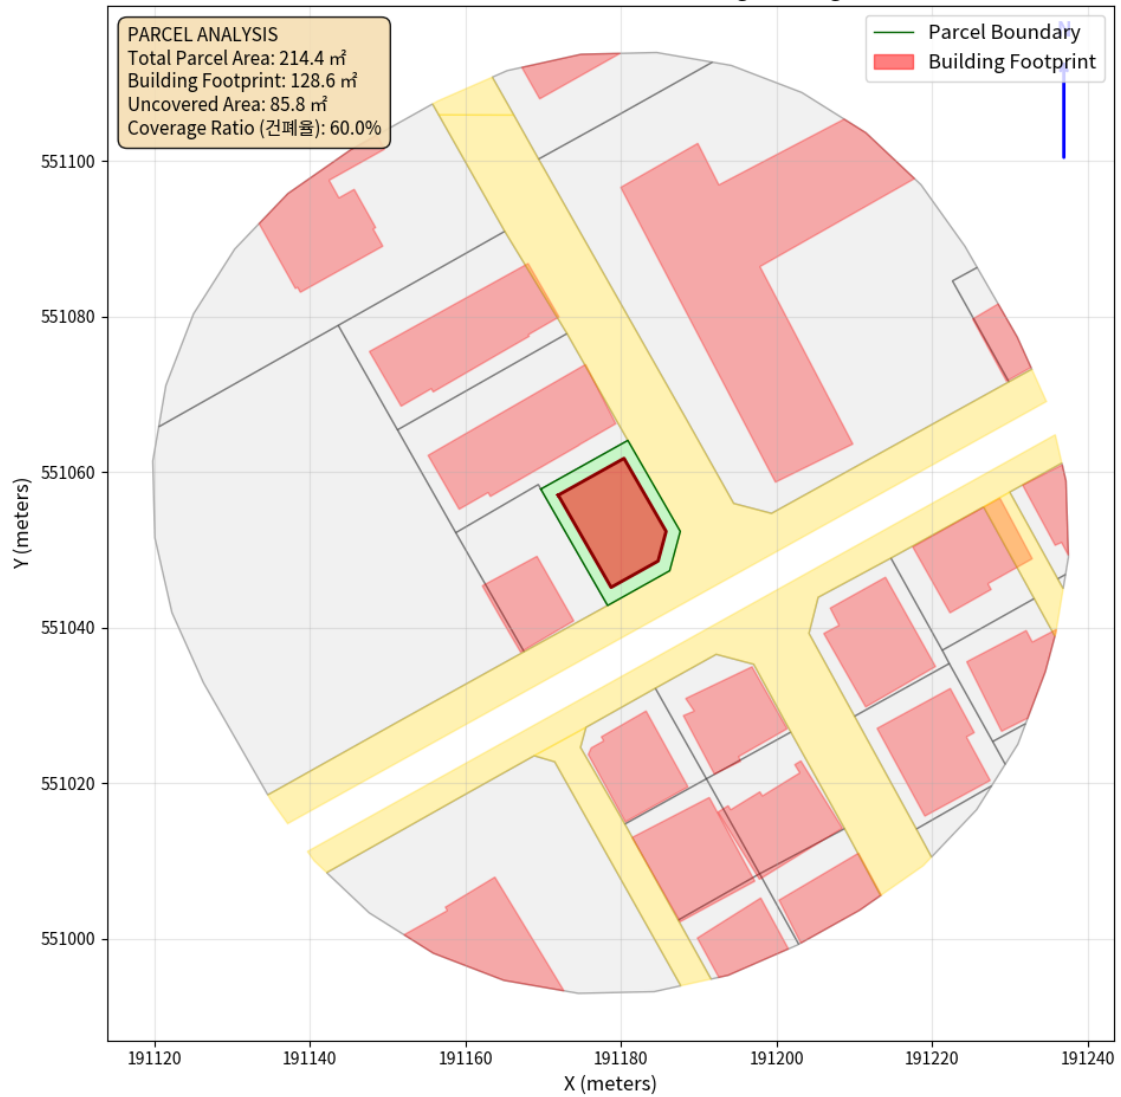 PARCEL ANALYSIS
Total Parcel Area: 214.4 ㎡
Building Footprint: 128.6 ㎡
Uncovered Area: 85.8 ㎡
Coverage Ratio (건폐율): 60.0%
Parcel Boundary
Building Footprint
N
551100
551080
551060
551040
551020
551000
Y (meters)
191120
191140
191160
191180
191200
191220
191240
X (meters)